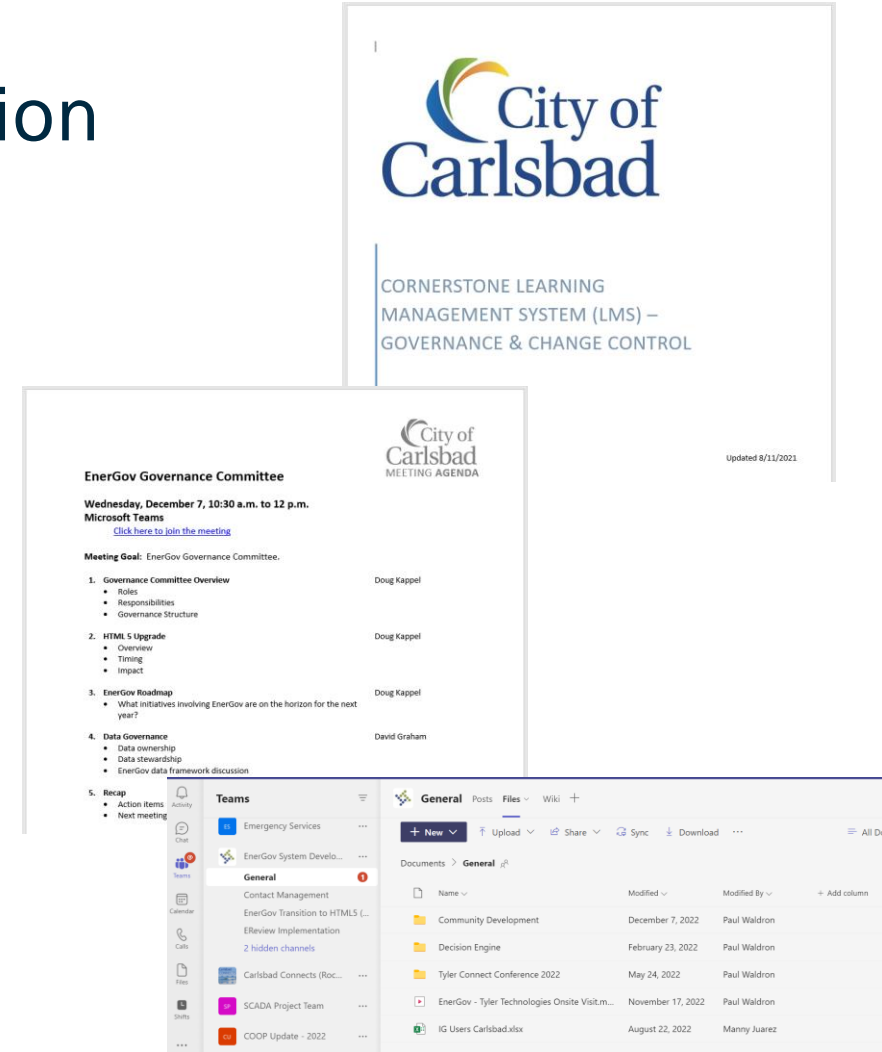 ion
City of
Carlsbad
CORNERSTONE LEARNING
MANAGEMENT SYSTEM (LMS) –
GOVERNANCE & CHANGE CONTROL
Updated 8/11/2021
City of
Carlsbad
MEETING AGENDA
EnerGov Governance Committee
Wednesday, December 7, 10:30 a.m. to 12 p.m.
Microsoft Teams
Click here to join the meeting
Meeting Goal: EnerGov Governance Committee.
1. Governance Committee Overview Doug Kappel
• Roles
• Responsibilities
• Governance Structure
2. HTML 5 Upgrade Doug Kappel
• Overview
• Timing
• Impact
3. EnerGov Roadmap Doug Kappel
• What initiatives involving EnerGov are on the horizon for the next
year?
4. Data Governance David Graham
• Data ownership
• Data stewardship
• EnerGov data framework discussion
5. Recap
• Action items
• Next meeting
Activity
Chat
Teams
Calendar
Calls
Files
Shifts
...
Teams
ES Emergency Services ...
EnerGov System Develo... ...
General 1
Contact Management
EnerGov Transition to HTML5 (...
EReview Implementation
2 hidden channels
Carlsbad Connects (Roc... ...
SP SCADA Project Team ...
CU COOP Update - 2022 ...
General Posts Files Wiki +
+ New Upload Share Sync Download ... All Do
Documents > General
Name Modified Modified By + Add column
Community Development December 7, 2022 Paul Waldron
Decision Engine February 23, 2022 Paul Waldron
Tyler Connect Conference 2022 May 24, 2022 Paul Waldron
EnerGov - Tyler Technologies Onsite Visit.m... November 17, 2022 Paul Waldron
IG Users Carlsbad.xlsx August 22, 2022 Manny Juarez